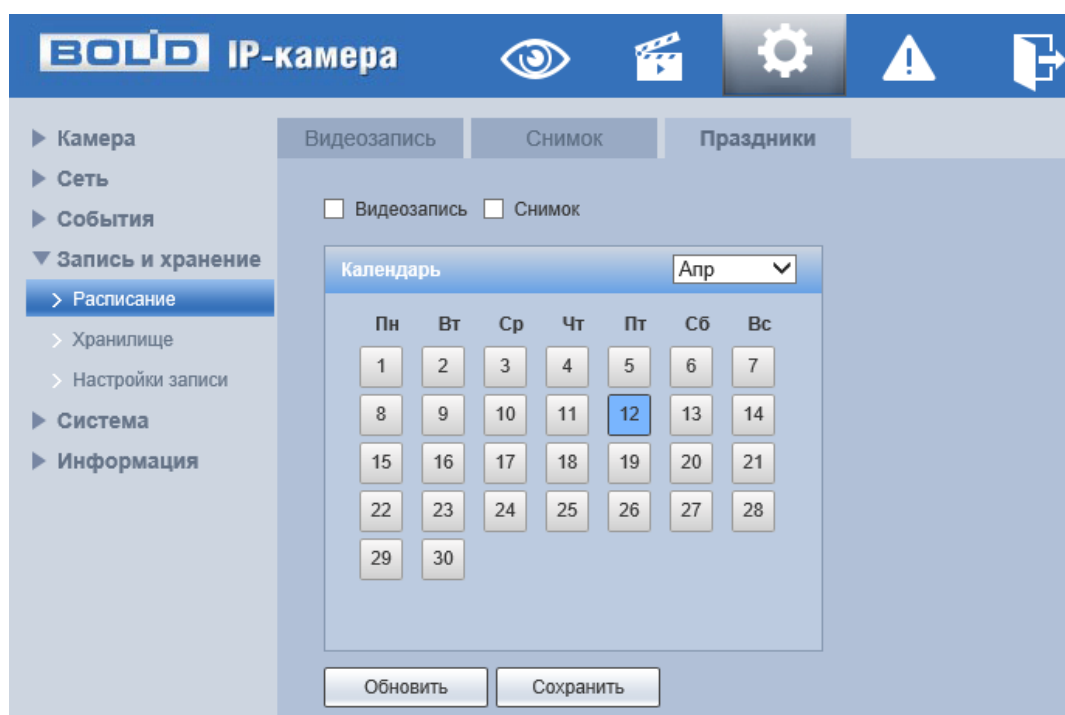 BOLID IP-камера
Камера
Сеть
События
Запись и хранение
Расписание
Хранилище
Настройки записи
Система
Информация
Видеозапись Снимок Праздники
Видеозапись Снимок
Календарь Апр
Пн Вт Ср Чт Пт Сб Вс
1 2 3 4 5 6 7
8 9 10 11 12 13 14
15 16 17 18 19 20 21
22 23 24 25 26 27 28
29 30
Обновить Сохранить